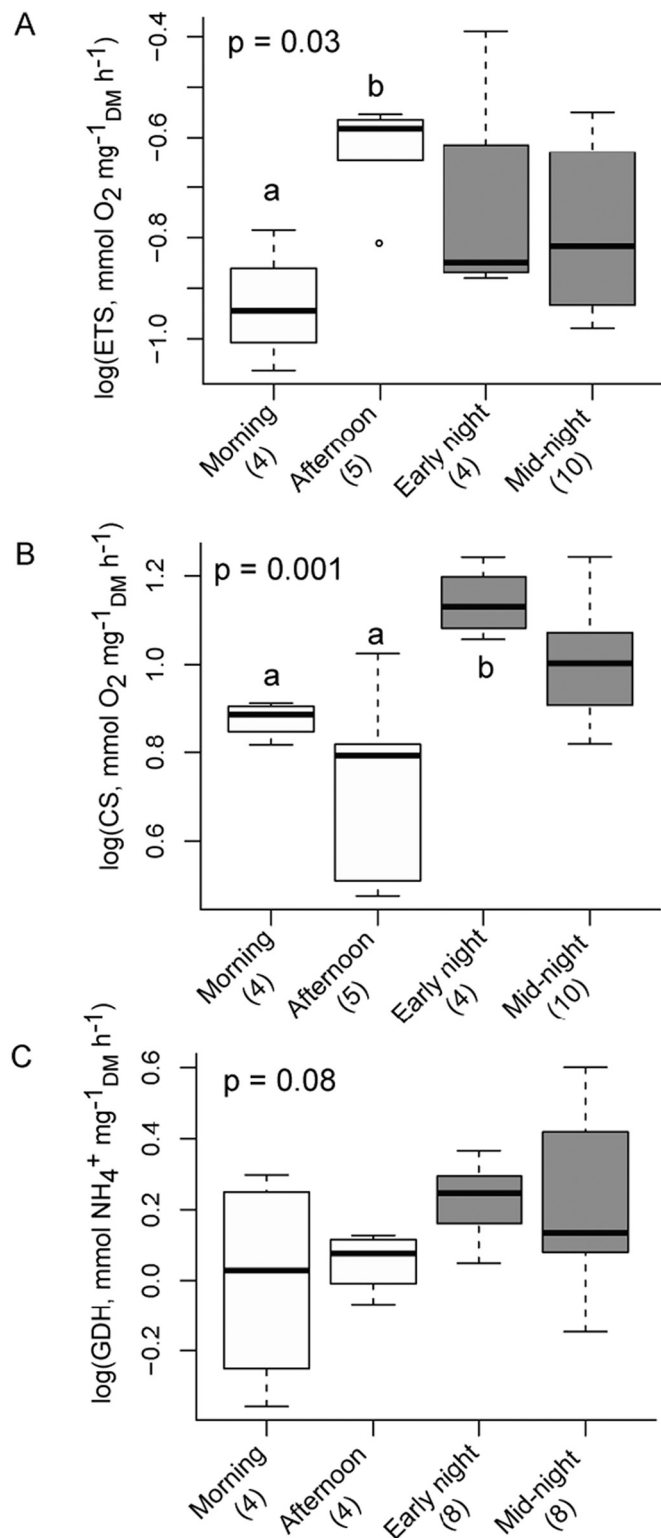 A
p = 0.03
log(ETS, mmol O2 mg-1DM h-1)
-0.4
-0.6
-0.8
-1.0
a
b
Morning
(4)
Afternoon
(5)
Early night
(4)
Mid-night
(10)
B
p = 0.001
log(CS, mmol O2 mg-1DM h-1)
1.2
1.0
0.8
0.6
a
a
b
Morning
(4)
Afternoon
(5)
Early night
(4)
Mid-night
(10)
C
p = 0.08
log(GDH, mmol NH4+ mg-1DM h-1)
0.6
0.4
0.2
0.0
-0.2
Morning
(4)
Afternoon
(4)
Early night
(8)
Mid-night
(8)